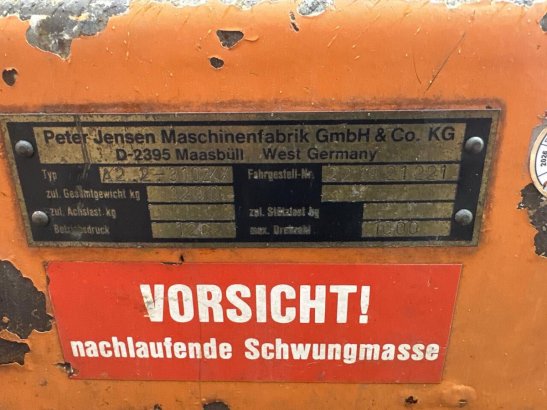 Peter Jensen Maschinenfabrik GmbH & Co. KG
D-2395 Maasbüll West Germany
Typ Fahrgestell-Nr.
zul. Gesamtgewicht kg
zul. Achslast kg zul. Stützlast kg
Betriebsdruck max. Drehzahl
VORSICHT!
nachlaufende Schwungmasse
2026